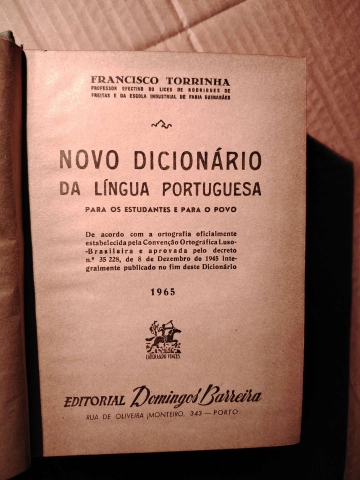 FRANCISCO TORRINHA
PROFESSOR EFECTIVO DO LICEU DE RODRIGUES DE
FREITAS E DA ESCOLA INDUSTRIAL DE FARIA GUIMARÃES
NOVO DICIONÁRIO
DA LÍNGUA PORTUGUESA
PARA OS ESTUDANTES E PARA O POVO
De acordo com a ortografia oficialmente
estabelecida pela Convenção Ortográfica Luso-
-Brasileira e aprovada pelo decreto
n.º 35 228, de 8 de Dezembro de 1945 inte-
gralmente publicado no fim deste Dicionário
1965
EDITORIAL Domingos Barreira
RUA DE OLIVEIRA MONTEIRO, 343 — PORTO